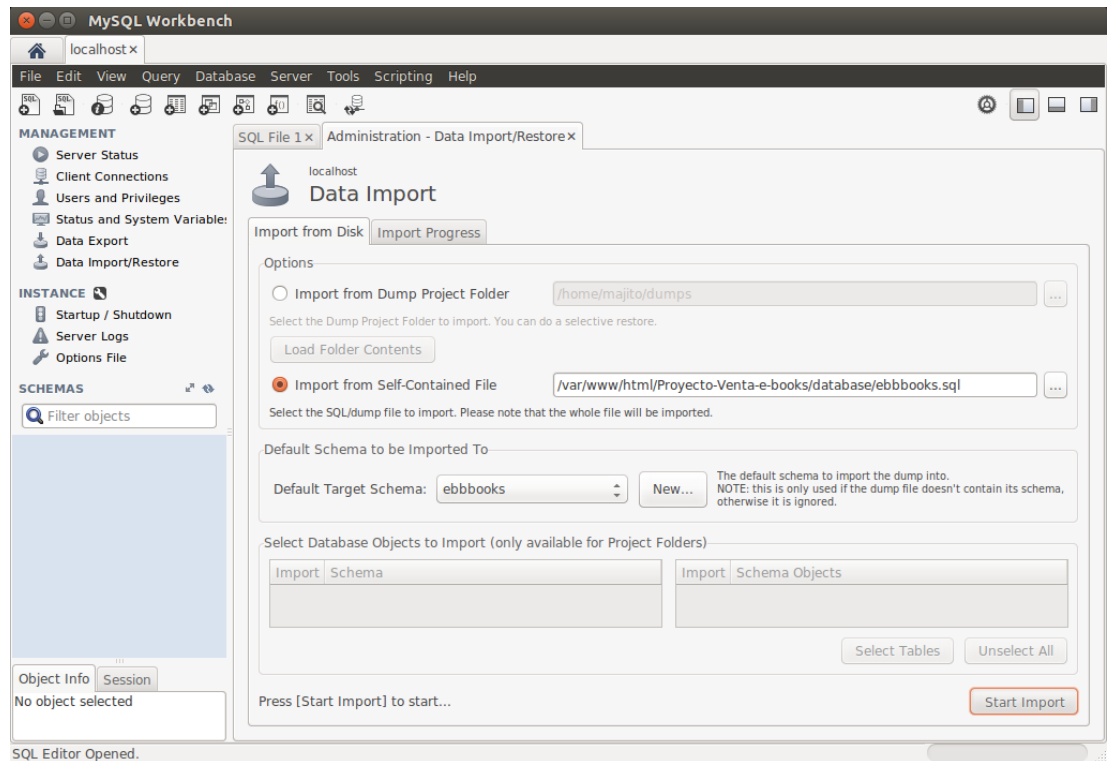 MySQL Workbench
localhost
File Edit View Query Database Server Tools Scripting Help
MANAGEMENT
Server Status
Client Connections
Users and Privileges
Status and System Variable
Data Export
Data Import/Restore
INSTANCE
Startup / Shutdown
Server Logs
Options File
SCHEMAS
Filter objects
Object Info Session
No object selected
SQL Editor Opened.
SQL File 1 Administration - Data Import/Restore
localhost
Data Import
Import from Disk Import Progress
Options
Import from Dump Project Folder /home/majito/dumps ...
Select the Dump Project Folder to import. You can do a selective restore.
Load Folder Contents
Import from Self-Contained File /var/www/html/Proyecto-Venta-e-books/database/ebbbooks.sql ...
Select the SQL/dump file to import. Please note that the whole file will be imported.
Default Schema to be Imported To
Default Target Schema: ebbbooks New...
The default schema to import the dump into.
NOTE: this is only used if the dump file doesn't contain its schema,
otherwise it is ignored.
Select Database Objects to Import (only available for Project Folders)
Import Schema
Import Schema Objects
Select Tables Unselect All
Press [Start Import] to start...
Start Import